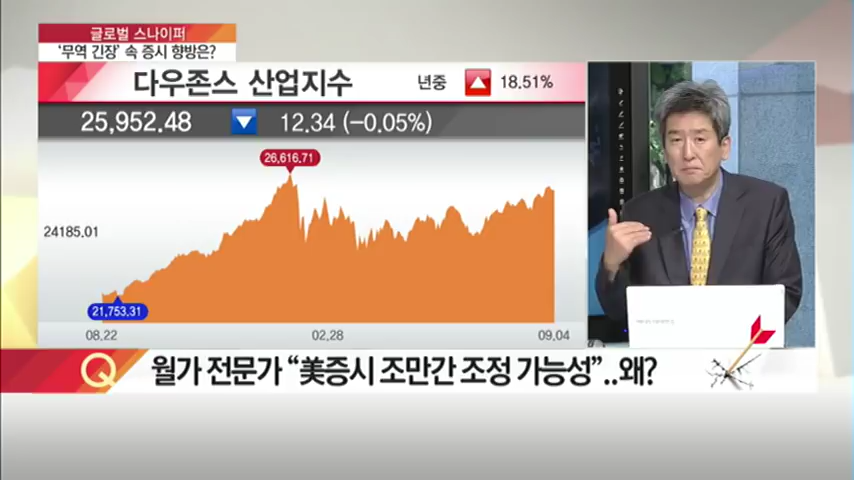 글로벌 스나이퍼
‘무역 긴장’ 속 증시 향방은?
다우존스 산업지수 년중 ▲ 18.51%
25,952.48 ▼ 12.34 (-0.05%)
26,616.71
24185.01
21,753.31
08.22 02.28 09.04
Q 월가 전문가 “美증시 조만간 조정 가능성”..왜?